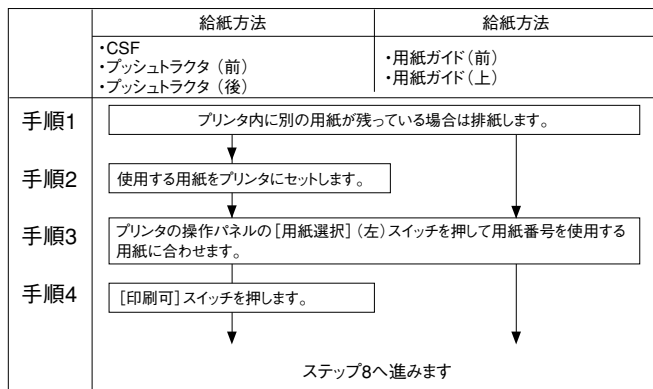 給紙方法
給紙方法
・CSF
・プッシュトラクタ（前）
・プッシュトラクタ（後）
・用紙ガイド（前）
・用紙ガイド（上）
手順1
プリンタ内に別の用紙が残っている場合は排紙します。
手順2
使用する用紙をプリンタにセットします。
手順3
プリンタの操作パネルの［用紙選択］（左）スイッチを押して用紙番号を使用する
用紙に合わせます。
手順4
［印刷可］スイッチを押します。
ステップ8へ進みます